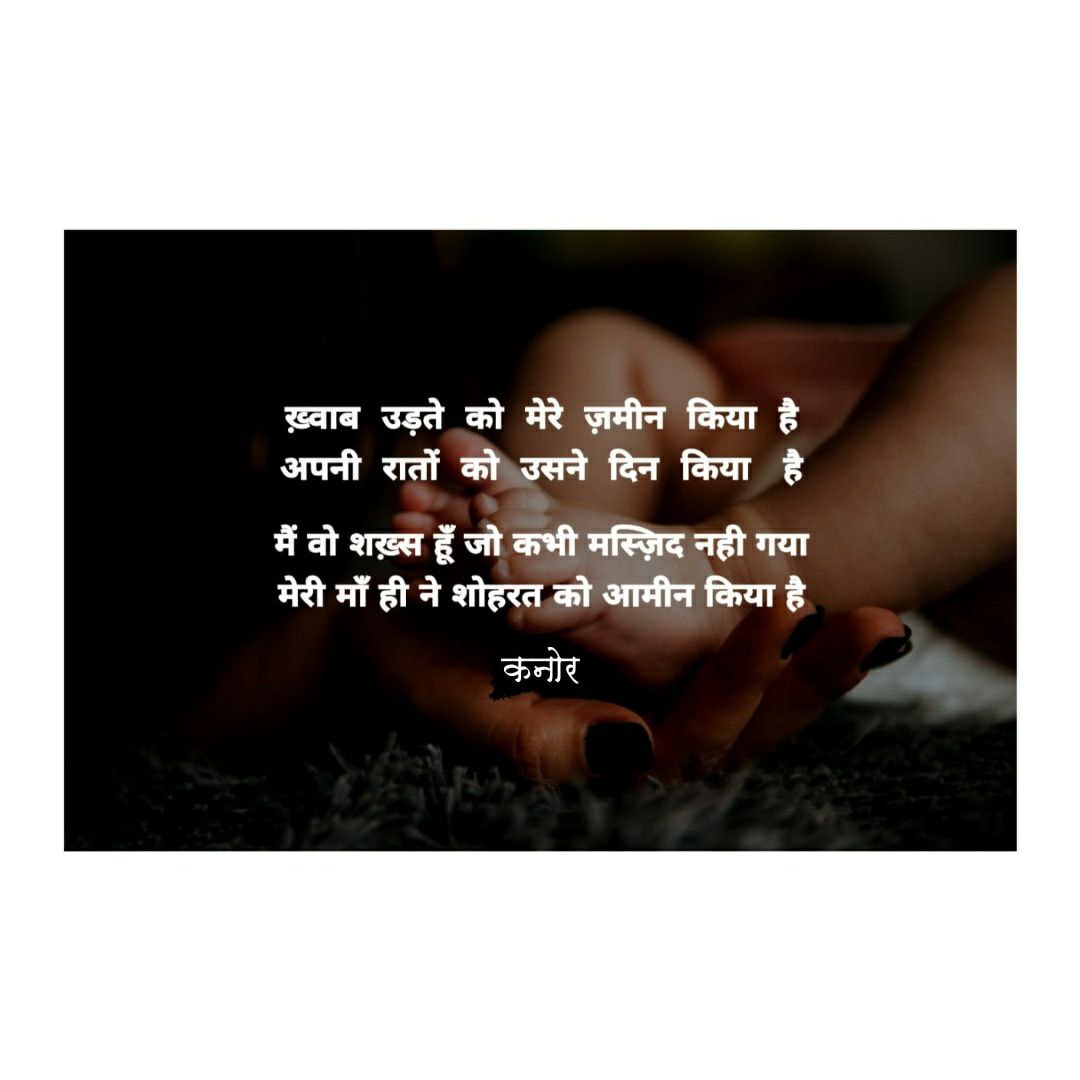 ख़्वाब उड़ते को मेरे ज़मीन किया है
अपनी रातों को उसने दिन किया है
मैं वो शख़्स हूँ जो कभी मस्ज़िद नही गया
मेरी माँ ही ने शोहरत को आमीन किया है
कनोर